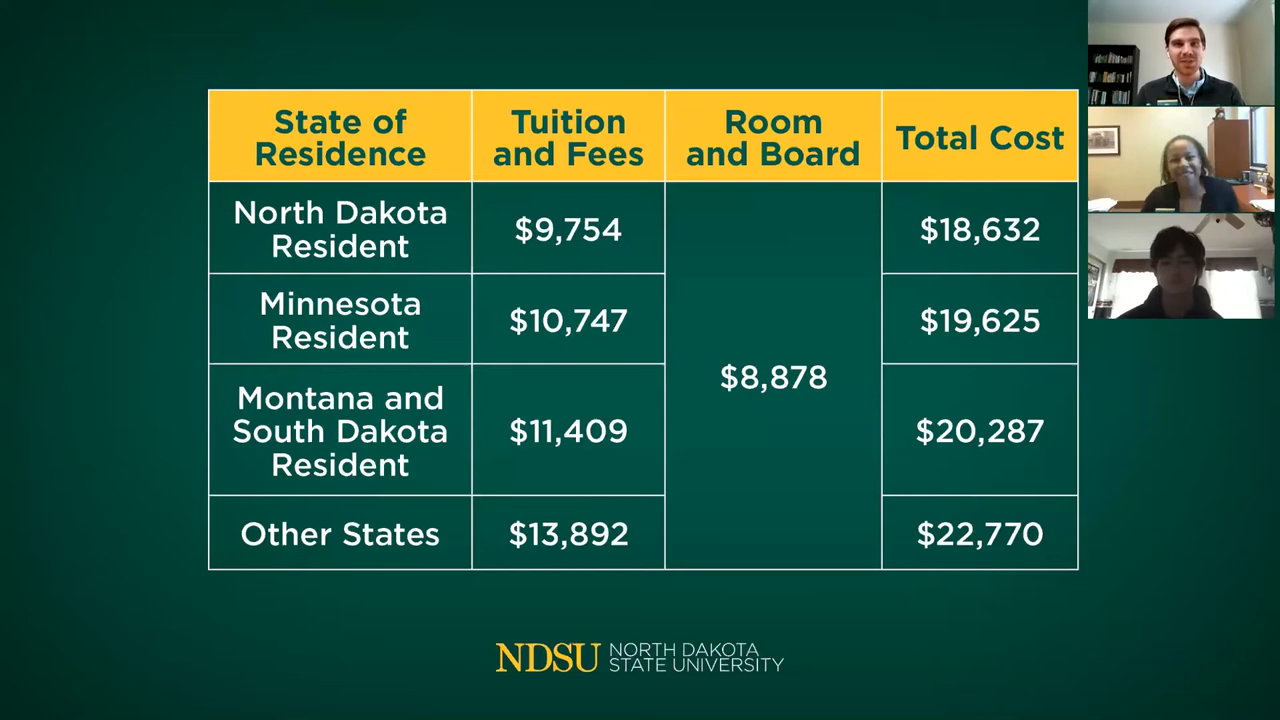 State of
Residence
Tuition
and Fees
Room
and Board
Total Cost
North Dakota
Resident
$9,754
$18,632
Minnesota
Resident
$10,747
$19,625
$8,878
Montana and
South Dakota
Resident
$11,409
$20,287
Other States
$13,892
$22,770
NDSU
NORTH DAKOTA
STATE UNIVERSITY